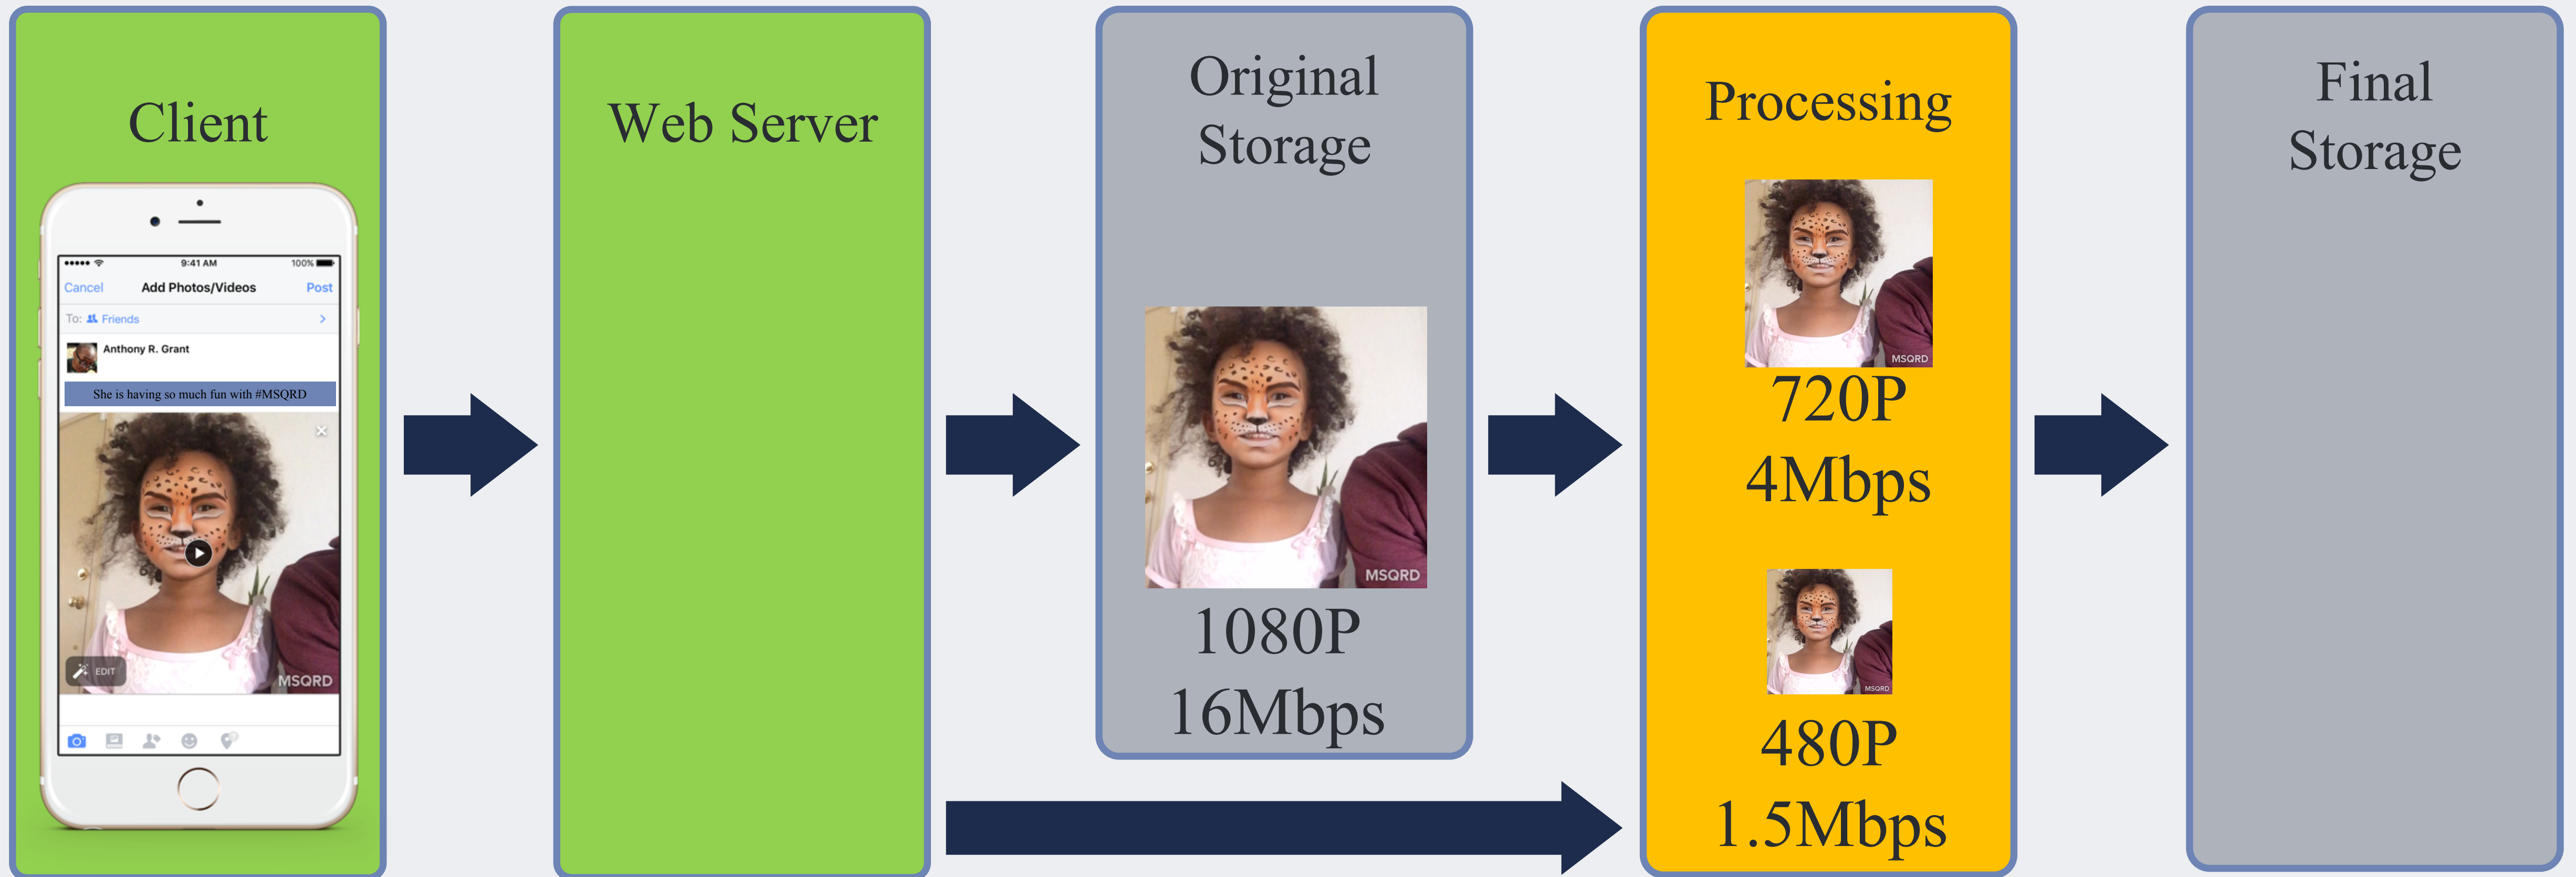 Client
9:41 AM
100%
Cancel
Add Photos/Videos
Post
To:
Friends
Anthony R. Grant
She is having so much fun with #MSQRD
EDIT
MSQRD
Web Server
Original
Storage
MSQRD
1080P
16Mbps
Processing
MSQRD
720P
4Mbps
MSQRD
480P
1.5Mbps
Final
Storage